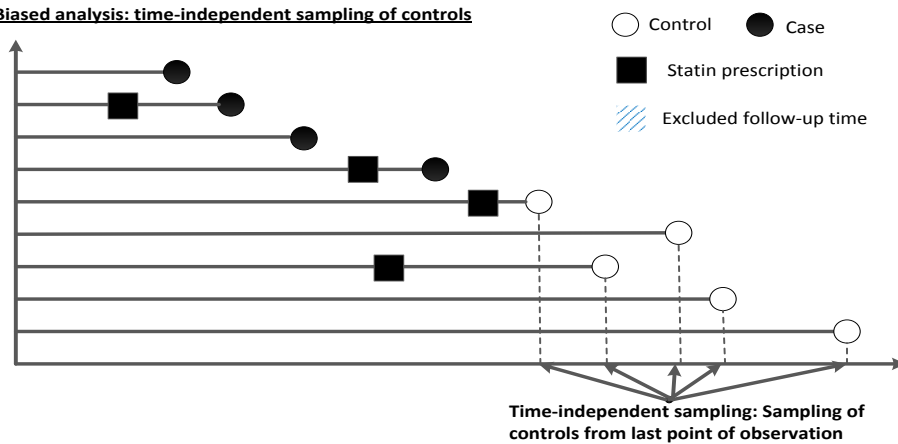 Biased analysis: time-independent sampling of controls
Control
Case
Statin prescription
Excluded follow-up time
Time-independent sampling: Sampling of
controls from last point of observation